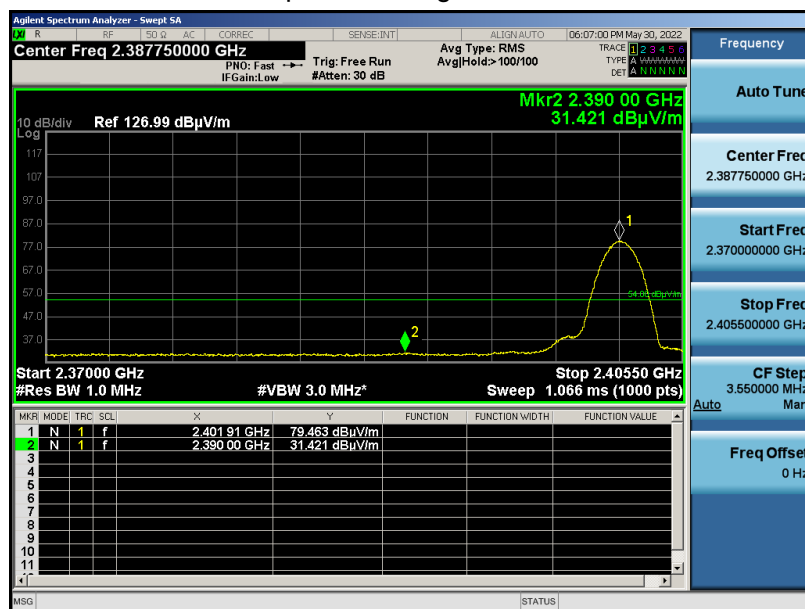 Agilent Spectrum Analyzer - Swept SA
LXI R RF 50 Ω AC CORREC SENSE:INT ALIGN AUTO 06:07:00 PM May 30, 2022
Center Freq 2.387750000 GHz Avg Type: RMS TRACE 1 2 3 4 5 6
PNO: Fast Trig: Free Run Avg|Hold:>100/100 TYPE A WWWWW
IFGain:Low #Atten: 30 dB DET A N N N N N
Mkr2 2.390 00 GHz
10 dB/div Ref 126.99 dBµV/m 31.421 dBµV/m
Log
117
107
97.0
87.0
1
77.0
67.0
57.0
54.00 dBµV/m
47.0
37.0
2
Start 2.37000 GHz Stop 2.40550 GHz
#Res BW 1.0 MHz #VBW 3.0 MHz* Sweep 1.066 ms (1000 pts)
MKR MODE TRC SCL X Y FUNCTION FUNCTION WIDTH FUNCTION VALUE
1 N 1 f 2.401 91 GHz 79.463 dBµV/m
2 N 1 f 2.390 00 GHz 31.421 dBµV/m
3
4
5
6
7
8
9
10
11
MSG STATUS
Frequency
Auto Tune
Center Freq
2.387750000 GHz
Start Freq
2.370000000 GHz
Stop Freq
2.405500000 GHz
CF Step
3.550000 MHz
Auto Man
Freq Offset
0 Hz